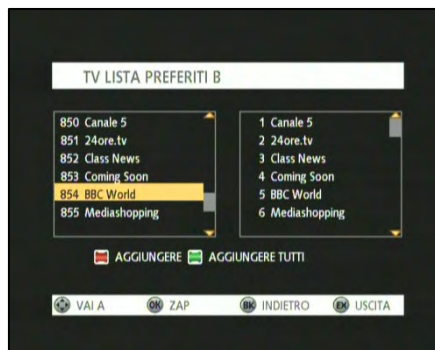 TV LISTA PREFERITI B
850 Canale 5
851 24ore.tv
852 Class News
853 Coming Soon
854 BBC World
855 Mediashopping
1 Canale 5
2 24ore.tv
3 Class News
4 Coming Soon
5 BBC World
6 Mediashopping
AGGIUNGERE AGGIUNGERE TUTTI
VAI A OK ZAP BK INDIETRO EX USCITA